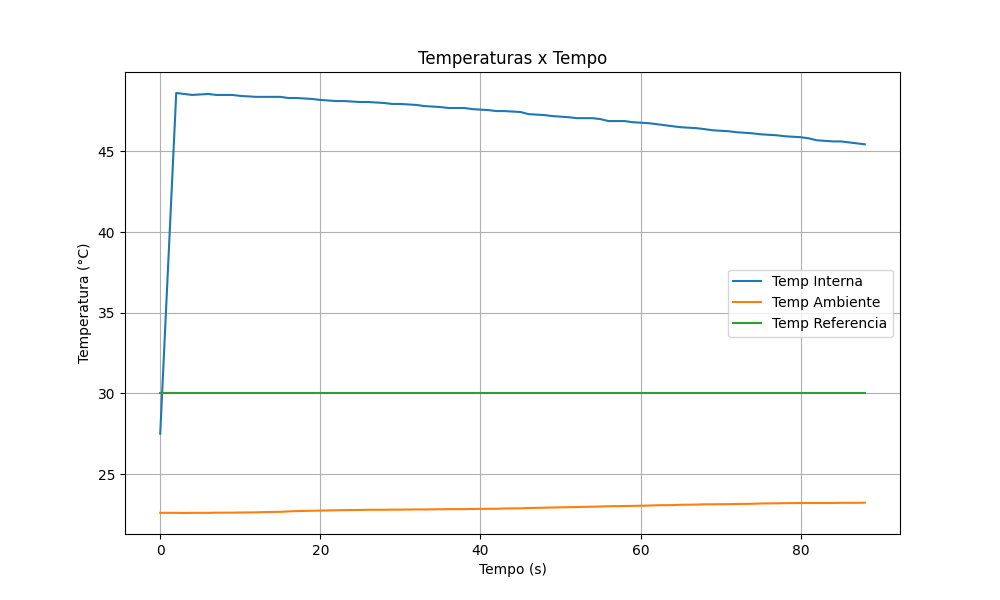 Temperaturas x Tempo
Temperatura (°C)
45
40
35
30
25
Temp Interna
Temp Ambiente
Temp Referencia
0 20 40 60 80
Tempo (s)